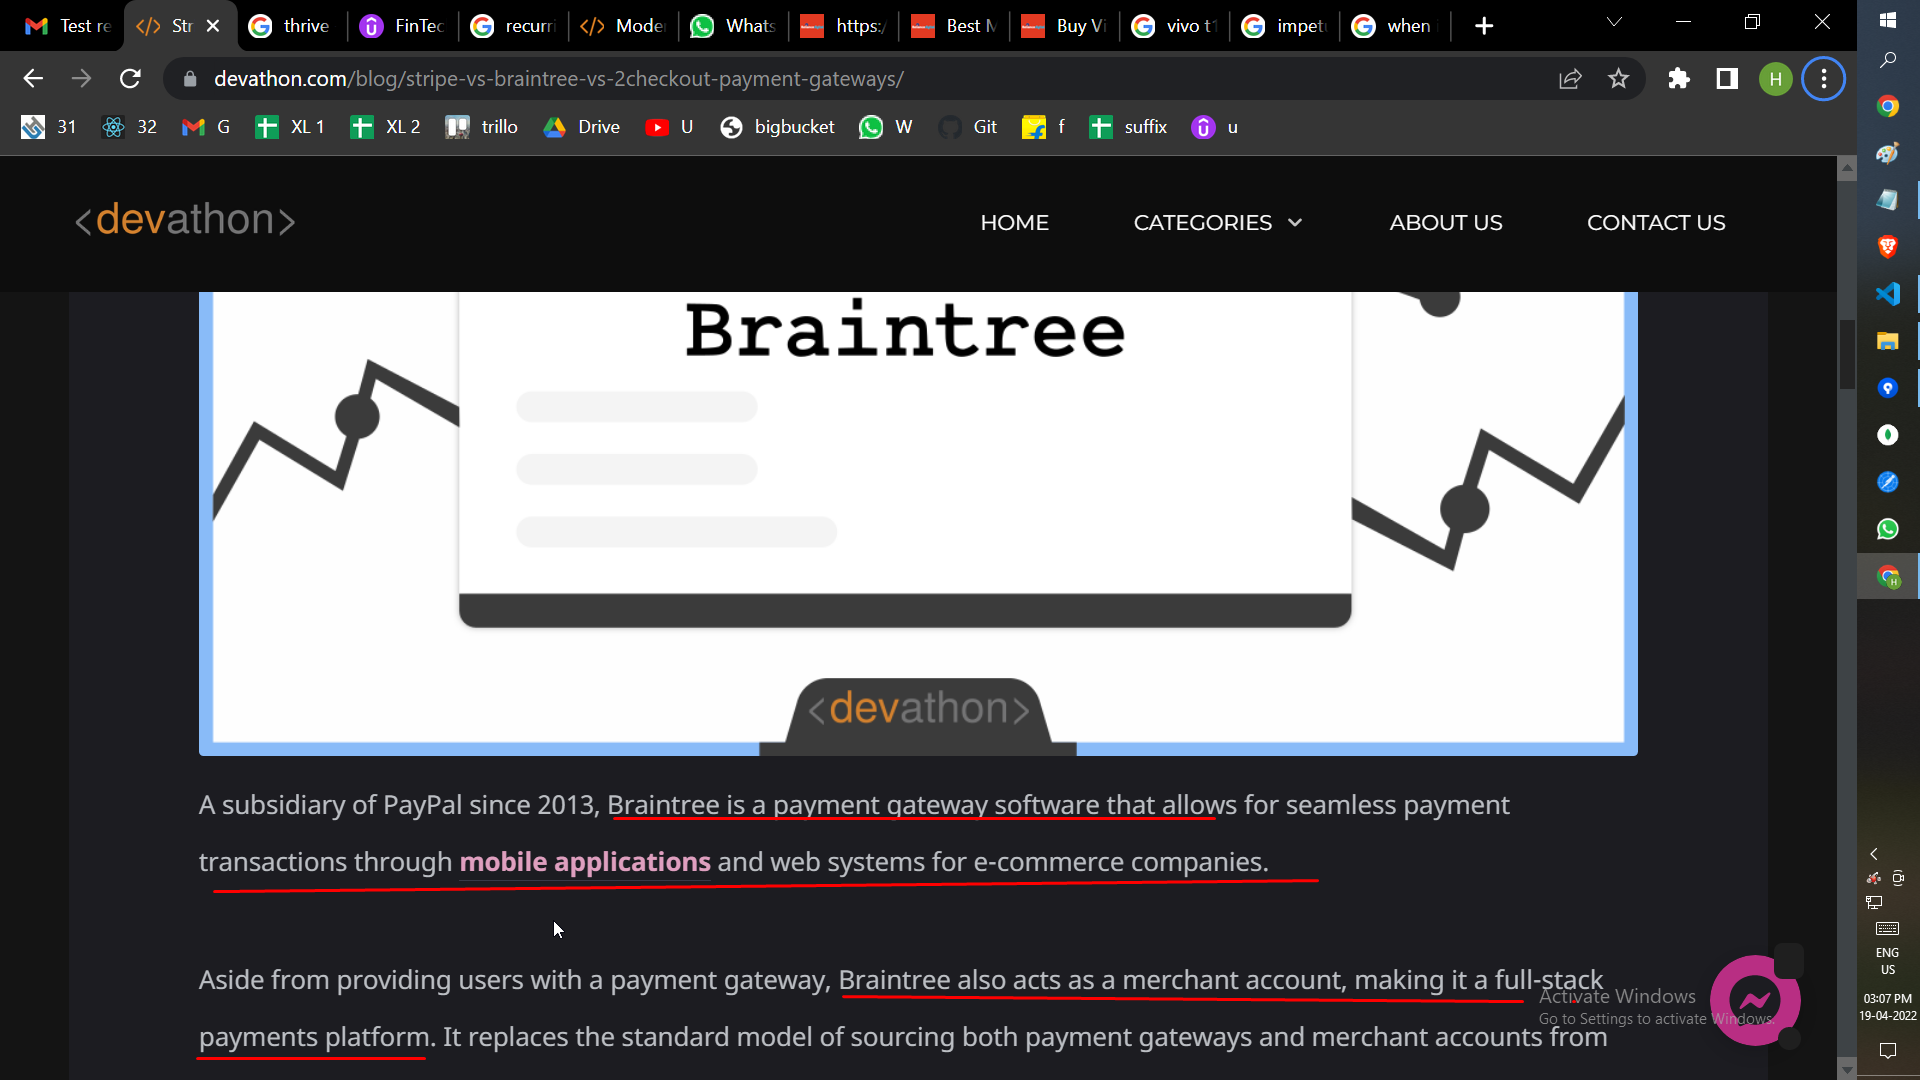 Test re
Str
thrive
FinTec
recurri
Moder
Whats
https:/
Best M
Buy Vi
vivo t1
impetu
when i
devathon.com/blog/stripe-vs-braintree-vs-2checkout-payment-gateways/
H
31
32
G
XL 1
XL 2
trillo
Drive
U
bigbucket
W
Git
f
suffix
u
<devathon>
HOME
CATEGORIES
ABOUT US
CONTACT US
Braintree
<devathon>
A subsidiary of PayPal since 2013, Braintree is a payment gateway software that allows for seamless payment
transactions through mobile applications and web systems for e-commerce companies.
Aside from providing users with a payment gateway, Braintree also acts as a merchant account, making it a full-stack
payments platform. It replaces the standard model of sourcing both payment gateways and merchant accounts from
Activate Windows
Go to Settings to activate Windows.
ENG
US
03:07 PM
19-04-2022